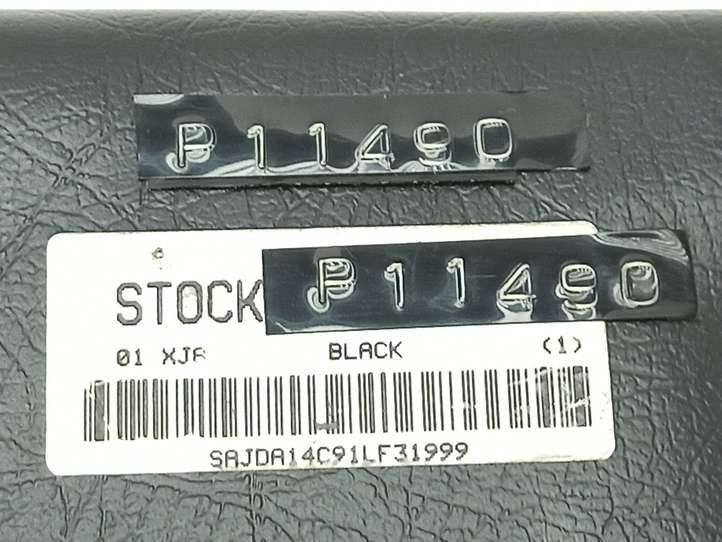 P11490
STOCK P11490
01 XJ8 BLACK (1)
SAJDA14C91LF31999